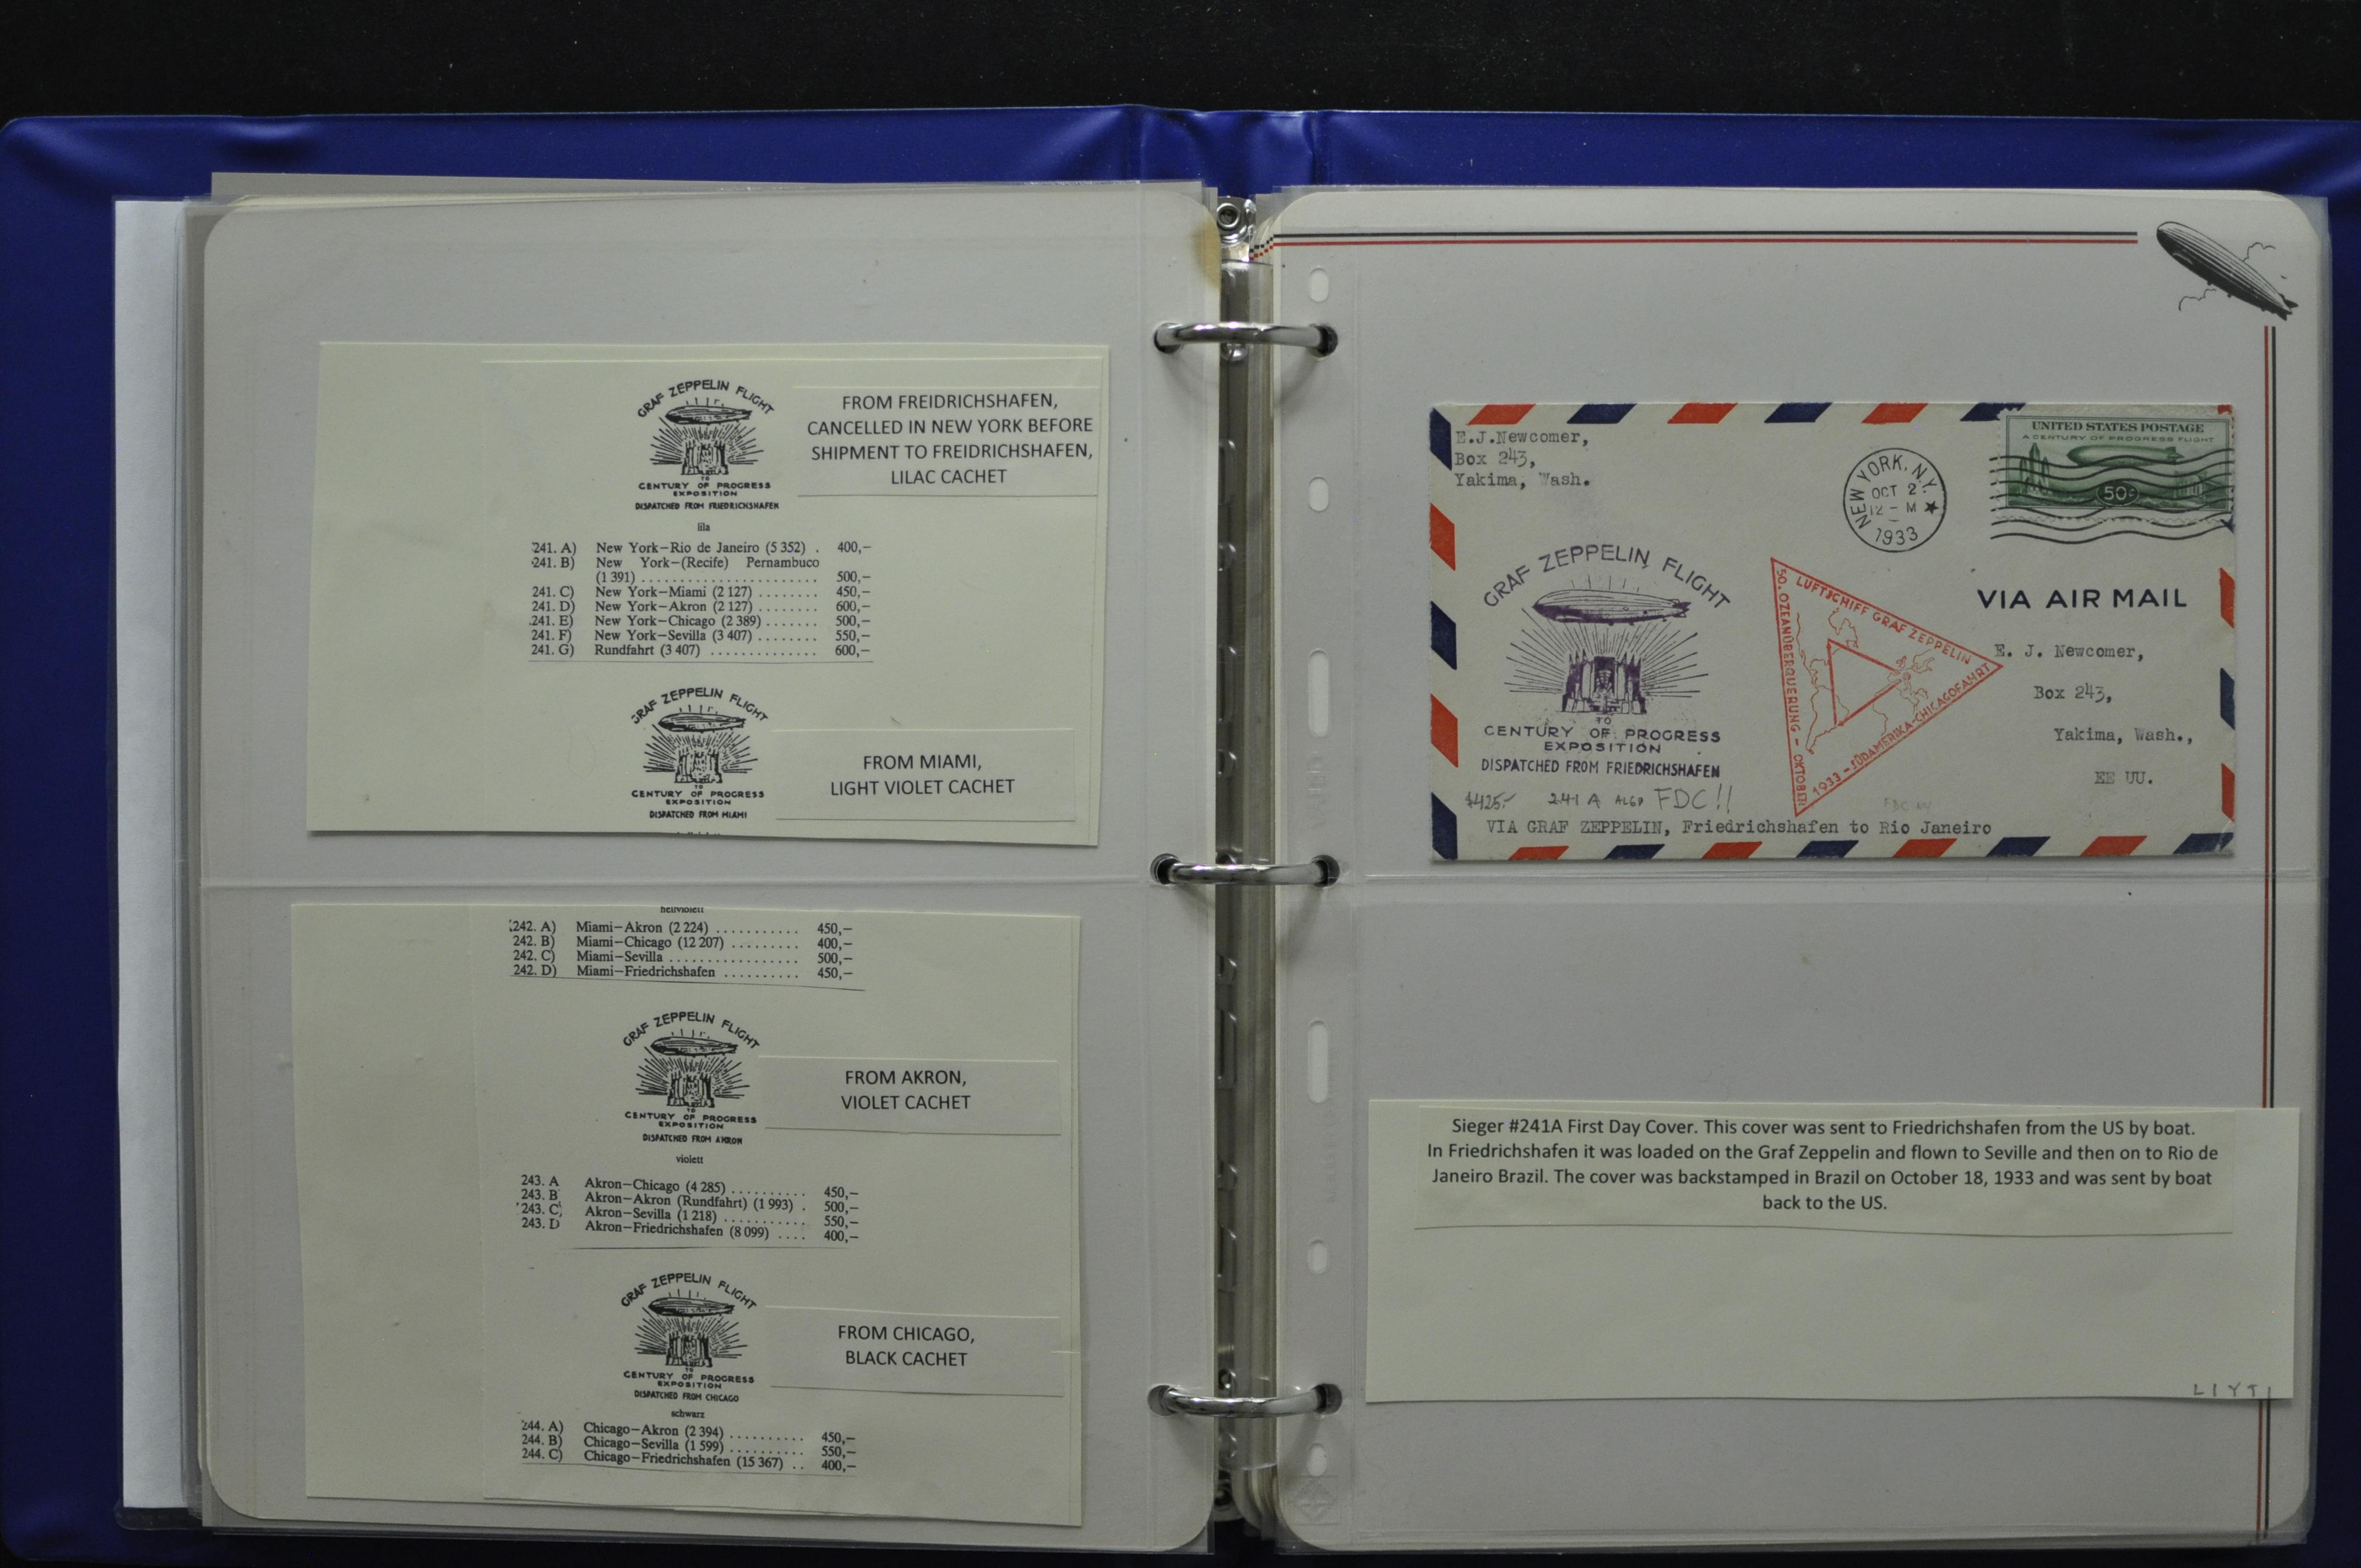 GRAF ZEPPELIN FLIGHT
TO
CENTURY OF PROGRESS
EXPOSITION
DISPATCHED FROM FRIEDRICHSHAFEN
FROM FREIDRICHSHAFEN,
CANCELLED IN NEW YORK BEFORE
SHIPMENT TO FREIDRICHSHAFEN,
LILAC CACHET
lila
241. A) New York—Rio de Janeiro (5 352) . 400,—
241. B) New York—(Recife) Pernambuco
(1 391) ........................ 500,—
241. C) New York—Miami (2 127) ........ 450,—
241. D) New York—Akron (2 127) ........ 600,—
241. E) New York—Chicago (2 389) ....... 500,—
241. F) New York—Sevilla (3 407) ........ 550,—
241. G) Rundfahrt (3 407) .............. 600,—
GRAF ZEPPELIN FLIGHT
TO
CENTURY OF PROGRESS
EXPOSITION
DISPATCHED FROM MIAMI
FROM MIAMI,
LIGHT VIOLET CACHET
hellviolett
242. A) Miami—Akron (2 224) ........... 450,—
242. B) Miami—Chicago (12 207) ......... 400,—
242. C) Miami—Sevilla .................. 500,—
242. D) Miami—Friedrichshafen .......... 450,—
GRAF ZEPPELIN FLIGHT
TO
CENTURY OF PROGRESS
EXPOSITION
DISPATCHED FROM AKRON
FROM AKRON,
VIOLET CACHET
violett
243. A Akron—Chicago (4 285) .......... 450,—
243. B Akron—Akron (Rundfahrt) (1 993) . 500,—
243. C Akron—Sevilla (1 218) ........... 550,—
243. D Akron—Friedrichshafen (8 099) .... 400,—
GRAF ZEPPELIN FLIGHT
TO
CENTURY OF PROGRESS
EXPOSITION
DISPATCHED FROM CHICAGO
FROM CHICAGO,
BLACK CACHET
schwarz
244. A) Chicago—Akron (2 394) .......... 450,—
244. B) Chicago—Sevilla (1 599) .......... 550,—
244. C) Chicago—Friedrichshafen (15 367) .. 400,—
E.J.Newcomer,
Box 243,
Yakima, Wash.
NEW YORK, N.Y.
OCT 2
12 - M
1933
UNITED STATES POSTAGE
A CENTURY OF PROGRESS FLIGHT
50¢
GRAF ZEPPELIN FLIGHT
TO
CENTURY OF PROGRESS
EXPOSITION
DISPATCHED FROM FRIEDRICHSHAFEN
LUFTSCHIFF GRAF ZEPPELIN
50. OZEANÜBERQUERUNG - OKTOBER
1933 - SÜDAMERIKA-CHICAGOFAHRT
VIA AIR MAIL
E. J. Newcomer,
Box 243,
Yakima, Wash.,
EE UU.
$425- 241 A FDC!!
VIA GRAF ZEPPELIN, Friedrichshafen to Rio Janeiro
Sieger #241A First Day Cover. This cover was sent to Friedrichshafen from the US by boat.
In Friedrichshafen it was loaded on the Graf Zeppelin and flown to Seville and then on to Rio de
Janeiro Brazil. The cover was backstamped in Brazil on October 18, 1933 and was sent by boat
back to the US.